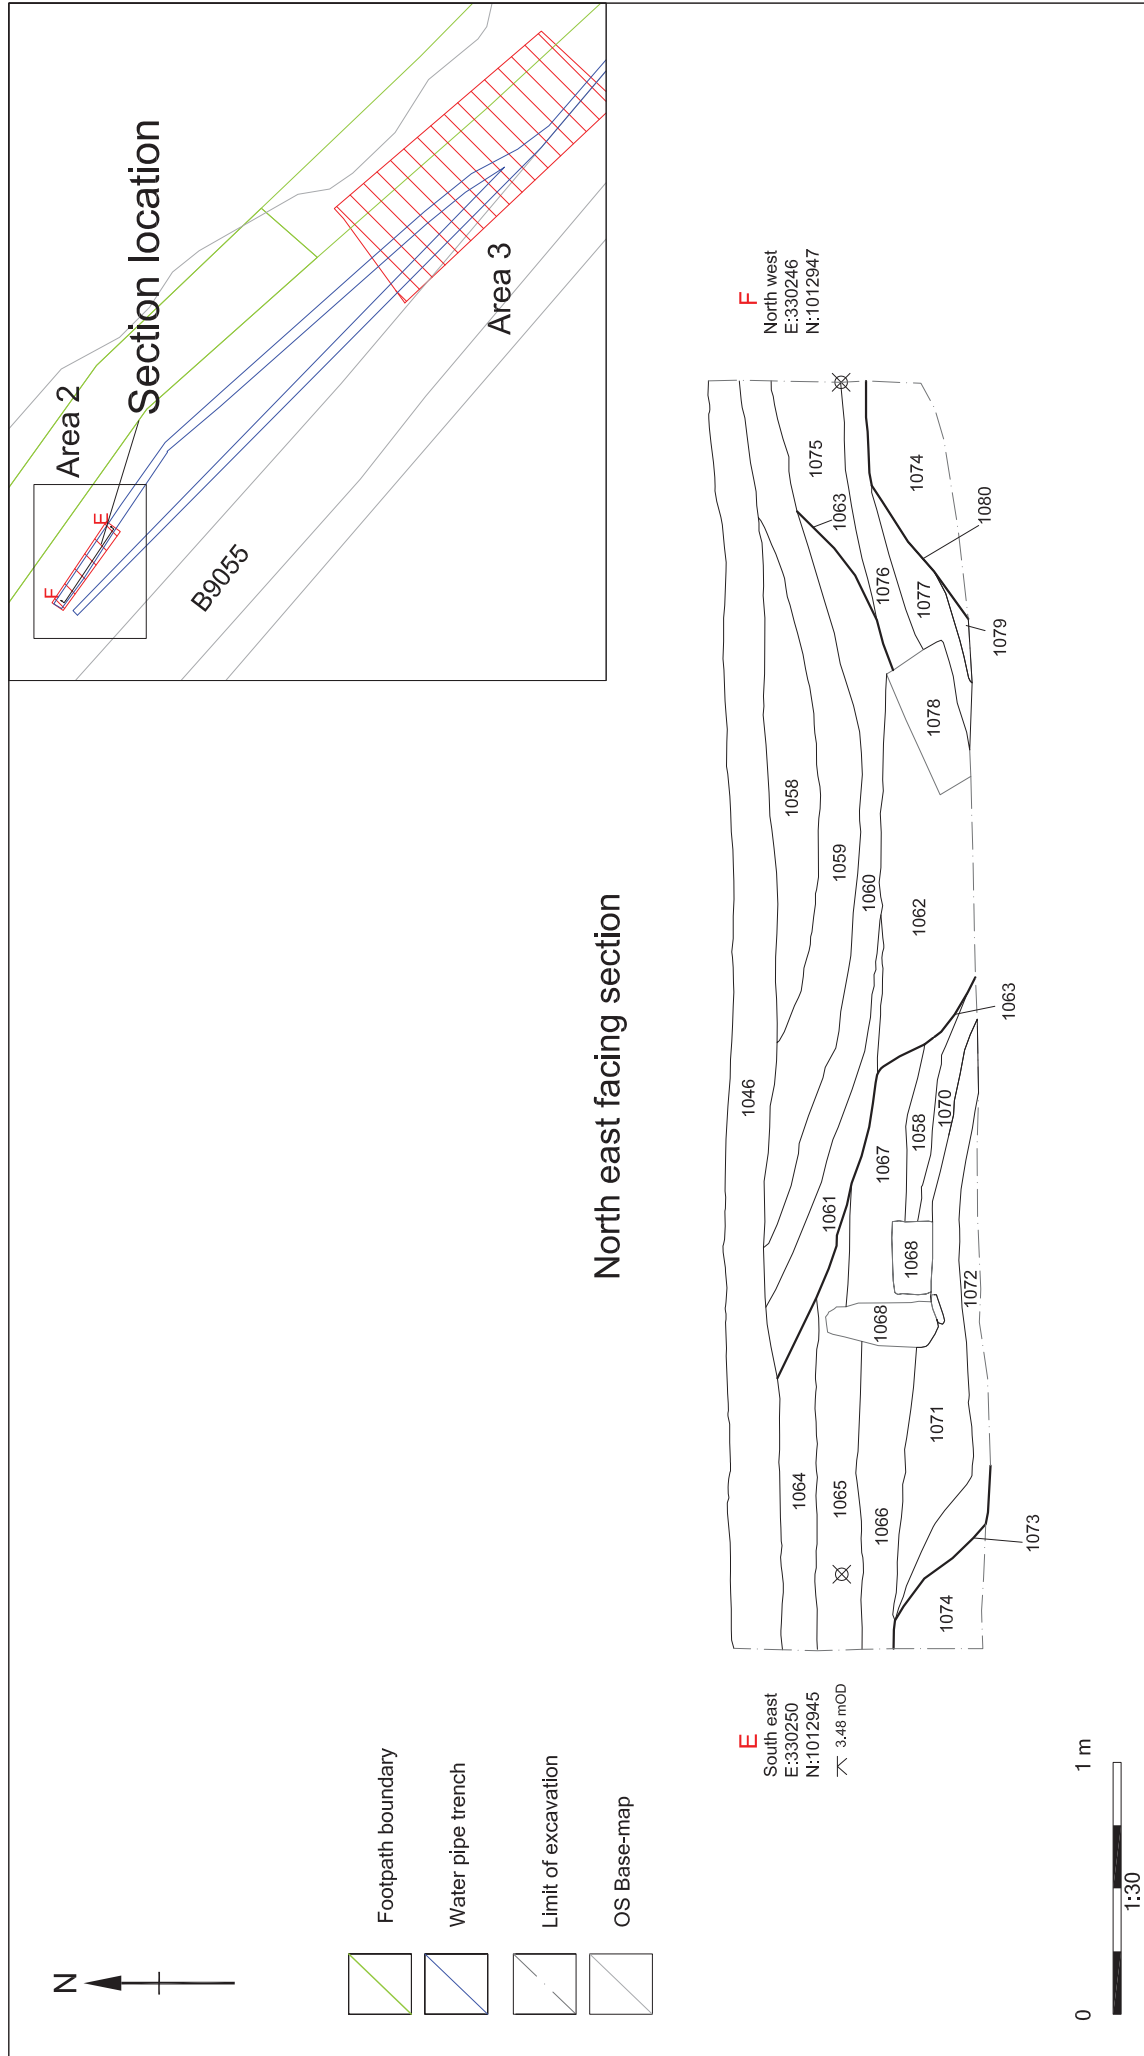 Area 2
Section location
F
E
B9055
Area 3
N
Footpath boundary
Water pipe trench
Limit of excavation
OS Base-map
North east facing section
E
South east
E:330250
N:1012945
3.48 mOD
F
North west
E:330246
N:1012947
1046
1058
1059
1060
1061
1062
1063
1063
1064
1065
1066
1067
1058
1068
1068
1070
1071
1072
1073
1074
1074
1075
1076
1077
1078
1079
1080
0
1 m
1:30